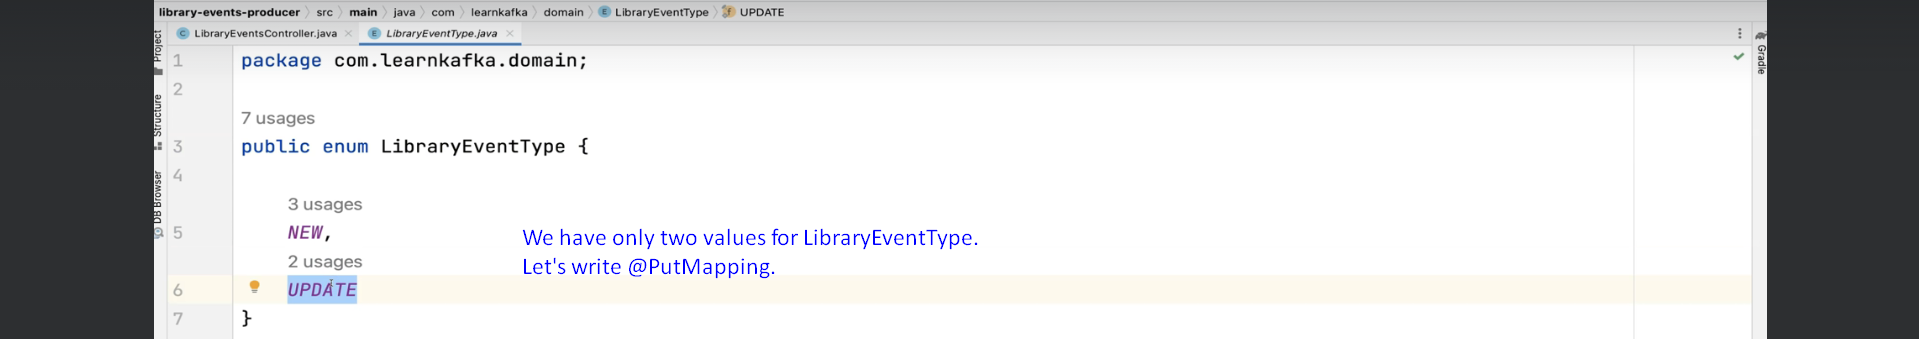 library-events-producer src main java com learnkafka domain LibraryEventType UPDATE
LibraryEventsController.java LibraryEventType.java
Project
Structure
DB Browser
Gradle
1 package com.learnkafka.domain;
2
7 usages
3 public enum LibraryEventType {
4
3 usages
5 NEW,
We have only two values for LibraryEventType.
2 usages
Let's write @PutMapping.
6 UPDATE
7 }